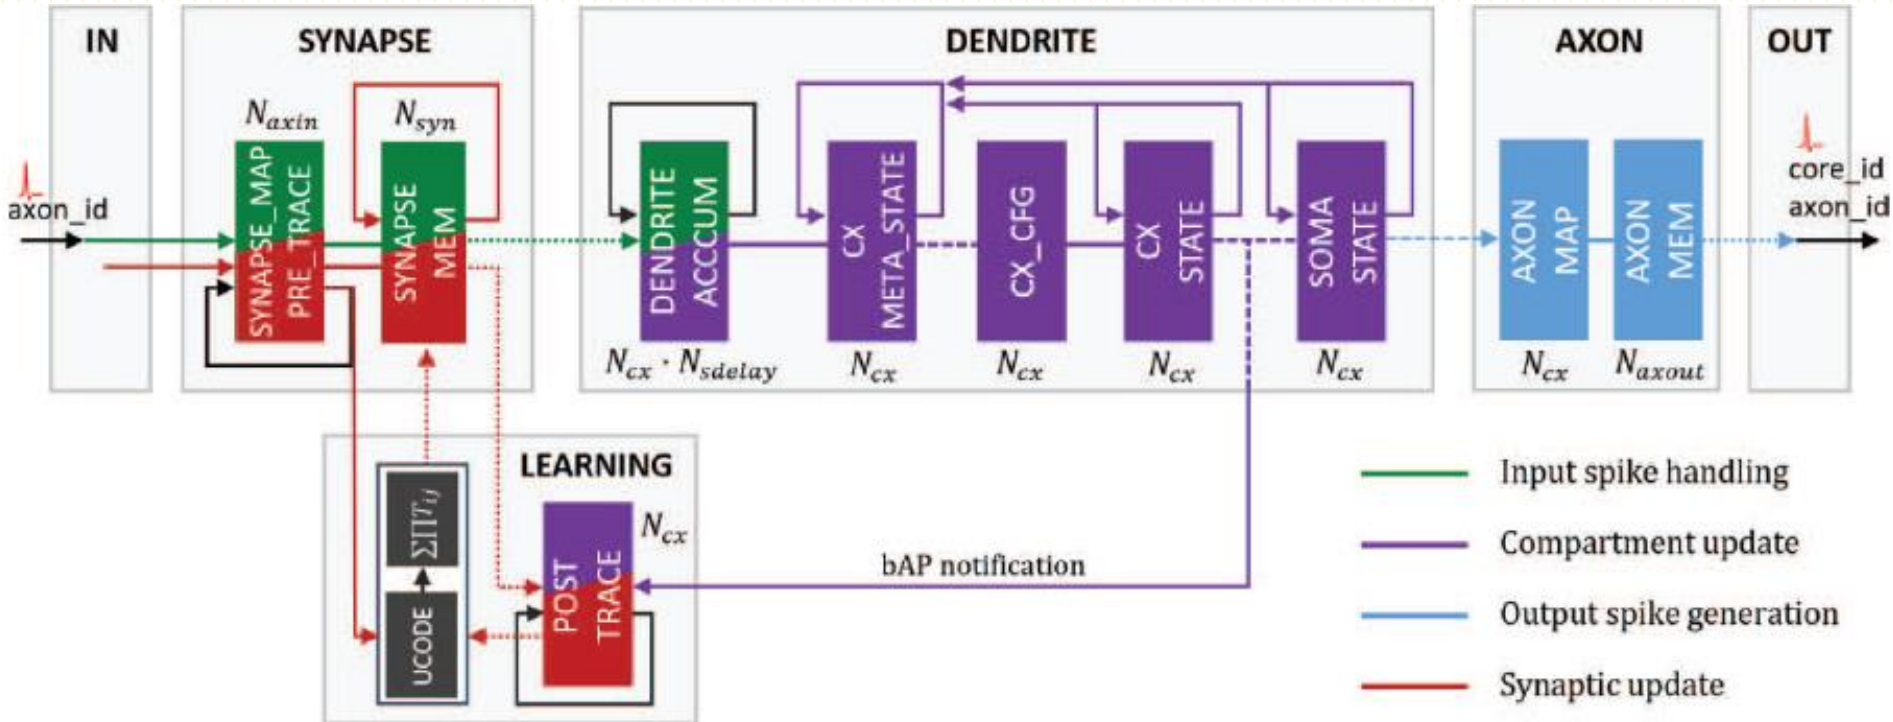 IN
SYNAPSE
DENDRITE
AXON
OUT
N_axin
N_syn
axon_id
SYNAPSE_MAP
PRE_TRACE
SYNAPSE
MEM
DENDRITE
ACCCUM
CX
META_STATE
CX_CFG
CX
STATE
SOMA
STATE
AXON
MAP
AXON
MEM
core_id
axon_id
N_cx · N_sdelay
N_cx
N_cx
N_cx
N_cx
N_cx
N_axout
LEARNING
ΣΠT_ij
UCODE
POST
TRACE
N_cx
bAP notification
Input spike handling
Compartment update
Output spike generation
Synaptic update